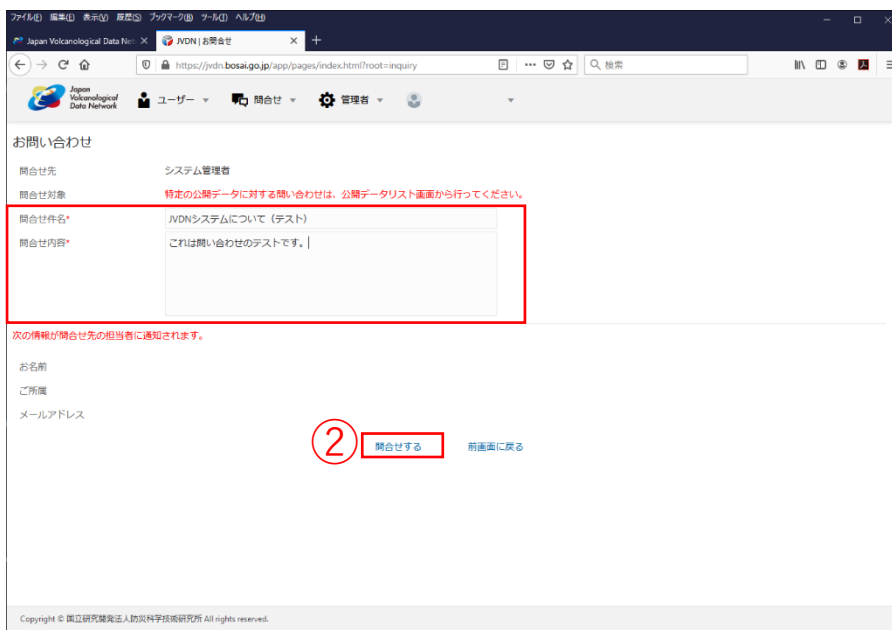 ファイル(F) 編集(E) 表示(V) 履歴(S) ブックマーク(B) ツール(T) ヘルプ(H)
Japan Volcanological Data Net JVDN | お問合せ
https://jvdn.bosai.go.jp/app/pages/index.html?root=inquiry 検索
Japan
Volcanological
Data Network
ユーザー 問合せ 管理者
お問い合わせ
問合せ先 システム管理者
問合せ対象 特定の公開データに対する問い合わせは、公開データリスト画面から行ってください。
問合せ件名* JVDNシステムについて（テスト）
問合せ内容* これは問い合わせのテストです。
次の情報が問合せ先の担当者に通知されます。
お名前
ご所属
メールアドレス
② 問合せする 前画面に戻る
Copyright © 国立研究開発法人防災科学技術研究所 All rights reserved.